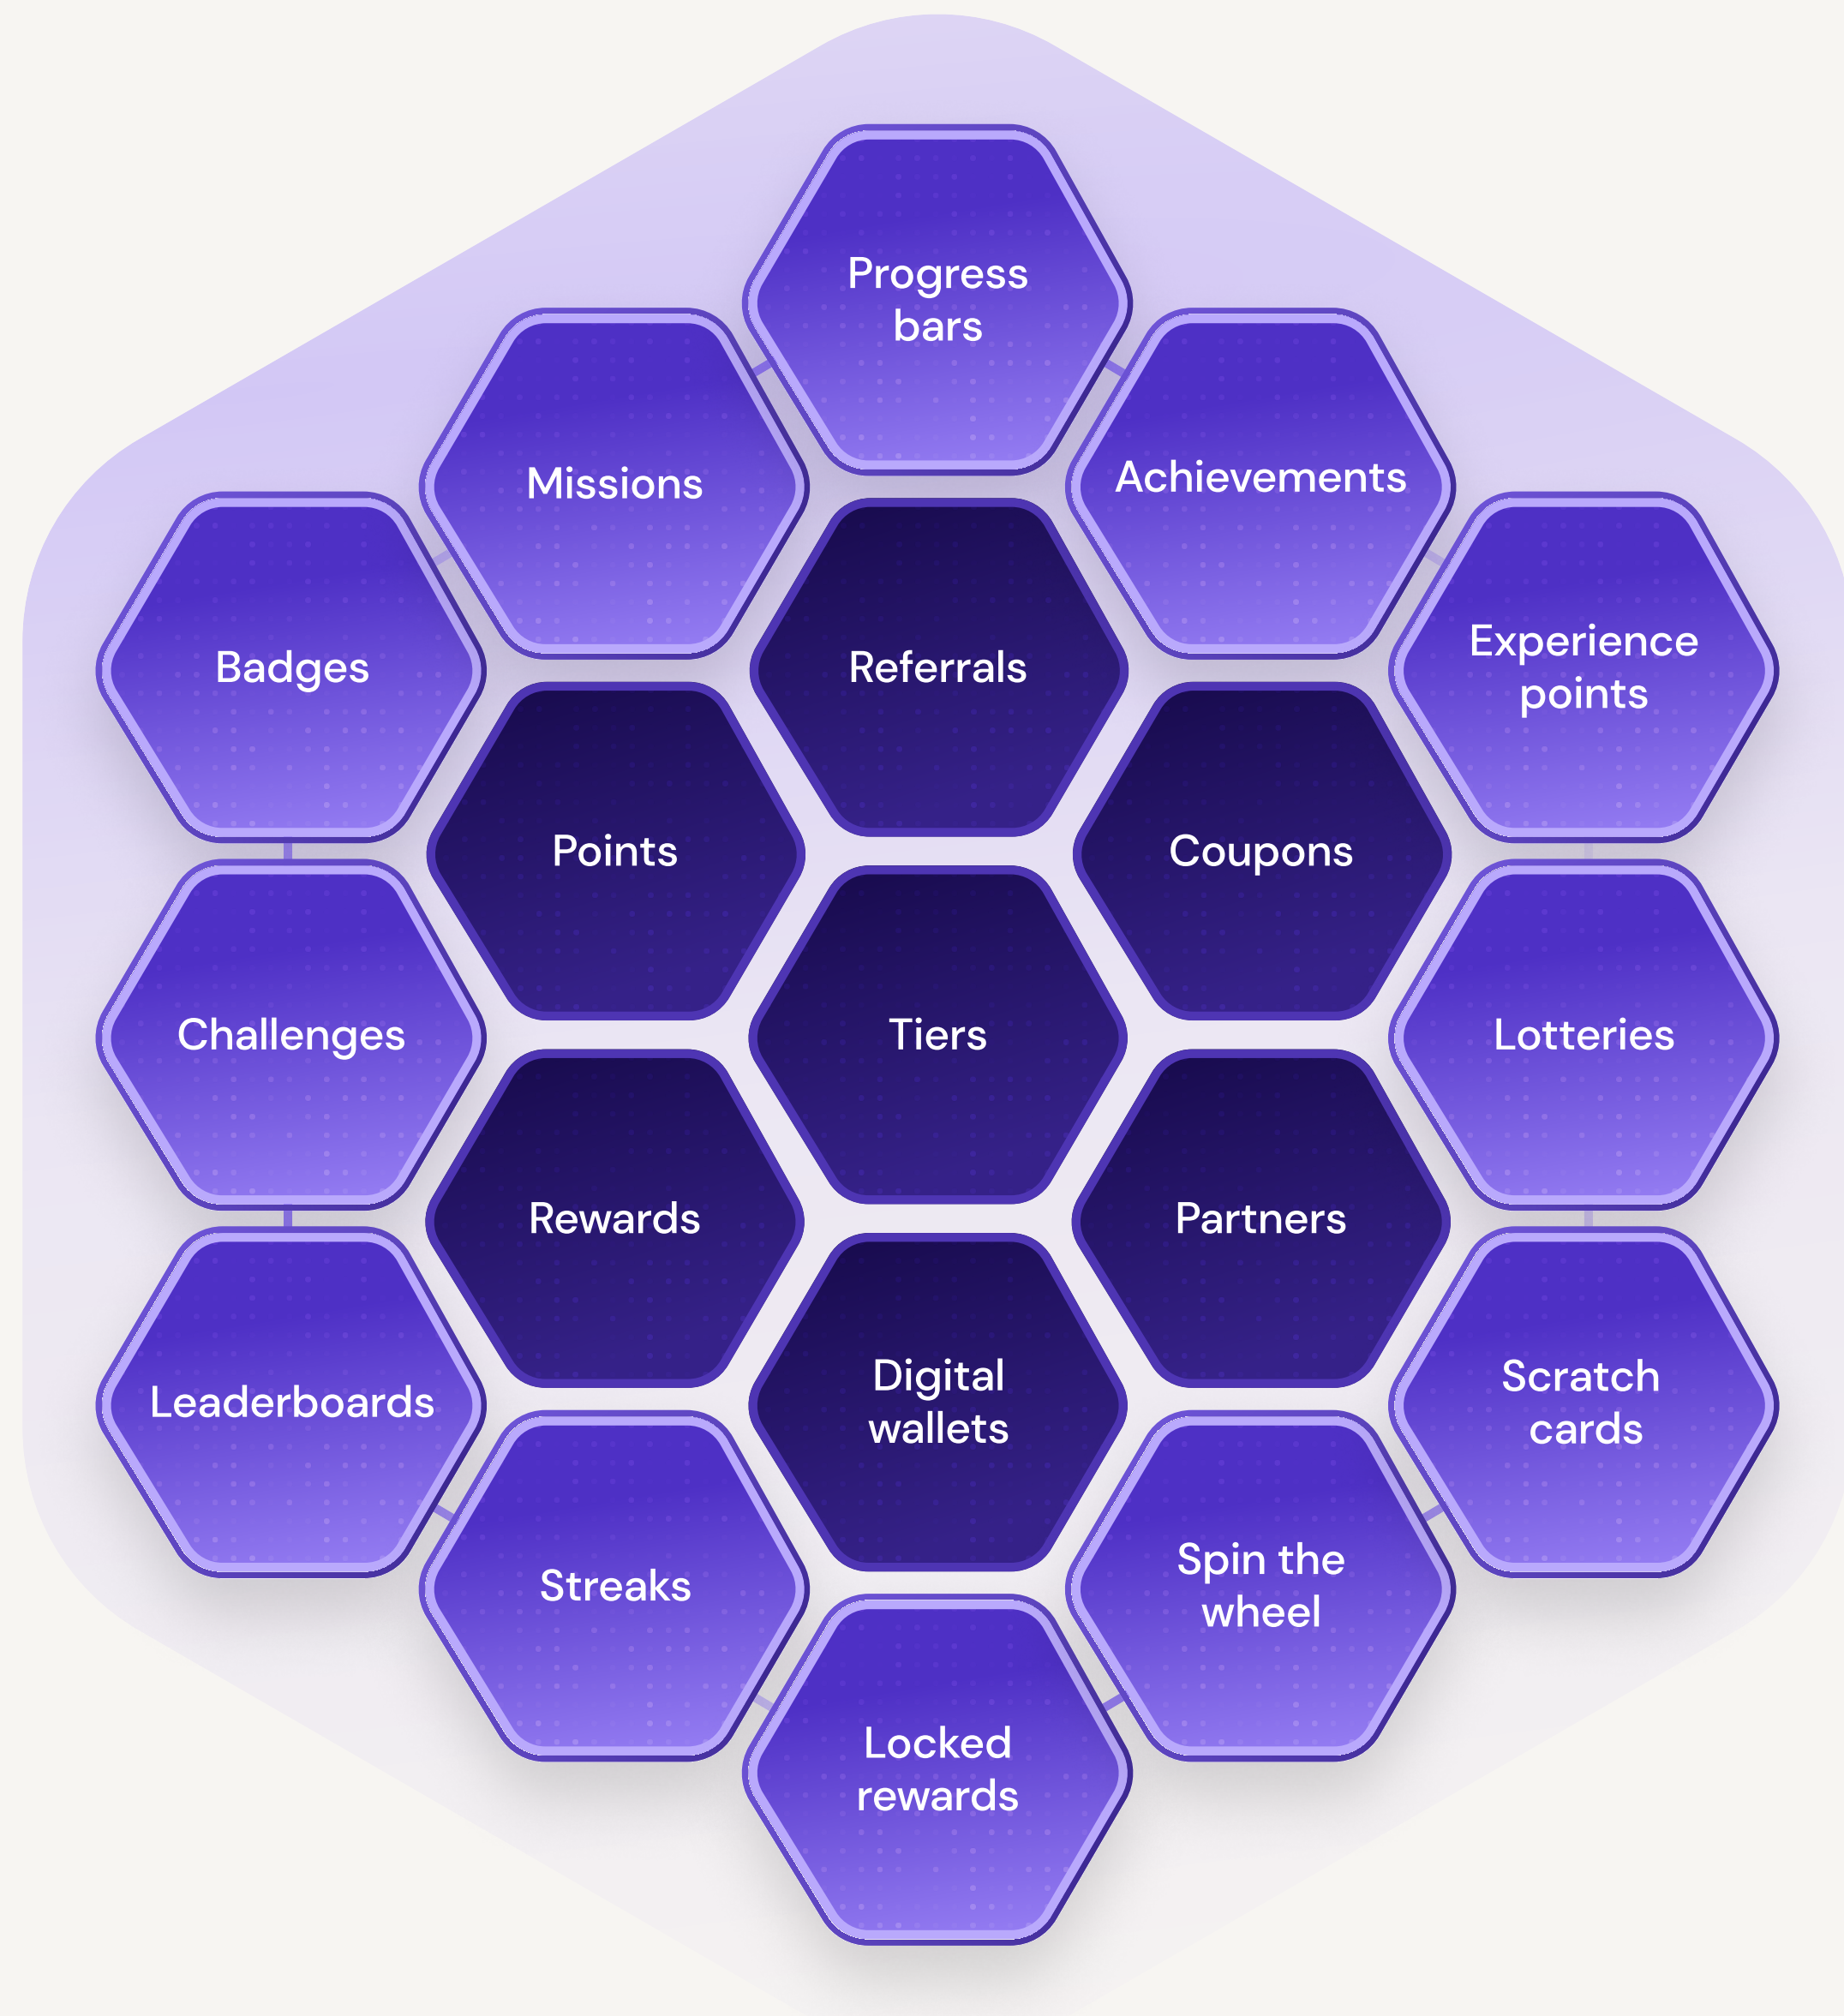 Progress
bars
Missions
Achievements
Badges
Referrals
Experience
points
Points
Coupons
Challenges
Tiers
Lotteries
Rewards
Partners
Leaderboards
Digital
wallets
Scratch
cards
Streaks
Spin the
wheel
Locked
rewards